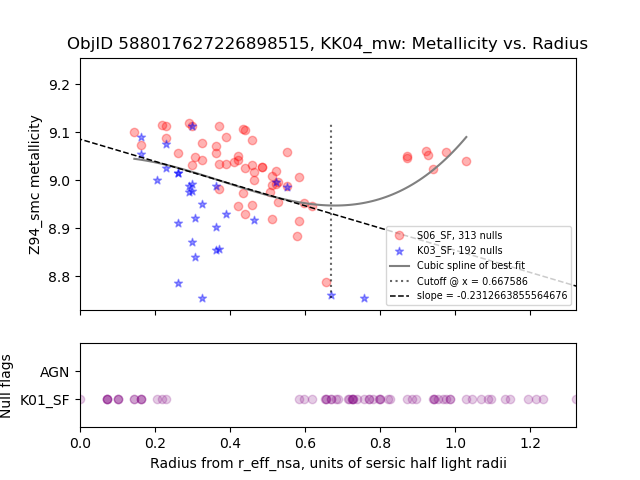 ObjID 588017627226898515, KK04_mw: Metallicity vs. Radius
9.2
9.1
9.0
8.9
8.8
Z94_smc metallicity
S06_SF, 313 nulls
K03_SF, 192 nulls
Cubic spline of best fit
Cutoff @ x = 0.667586
slope = -0.2312663855564676
Null flags
AGN
K01_SF
0.0 0.2 0.4 0.6 0.8 1.0 1.2
Radius from r_eff_nsa, units of sersic half light radii